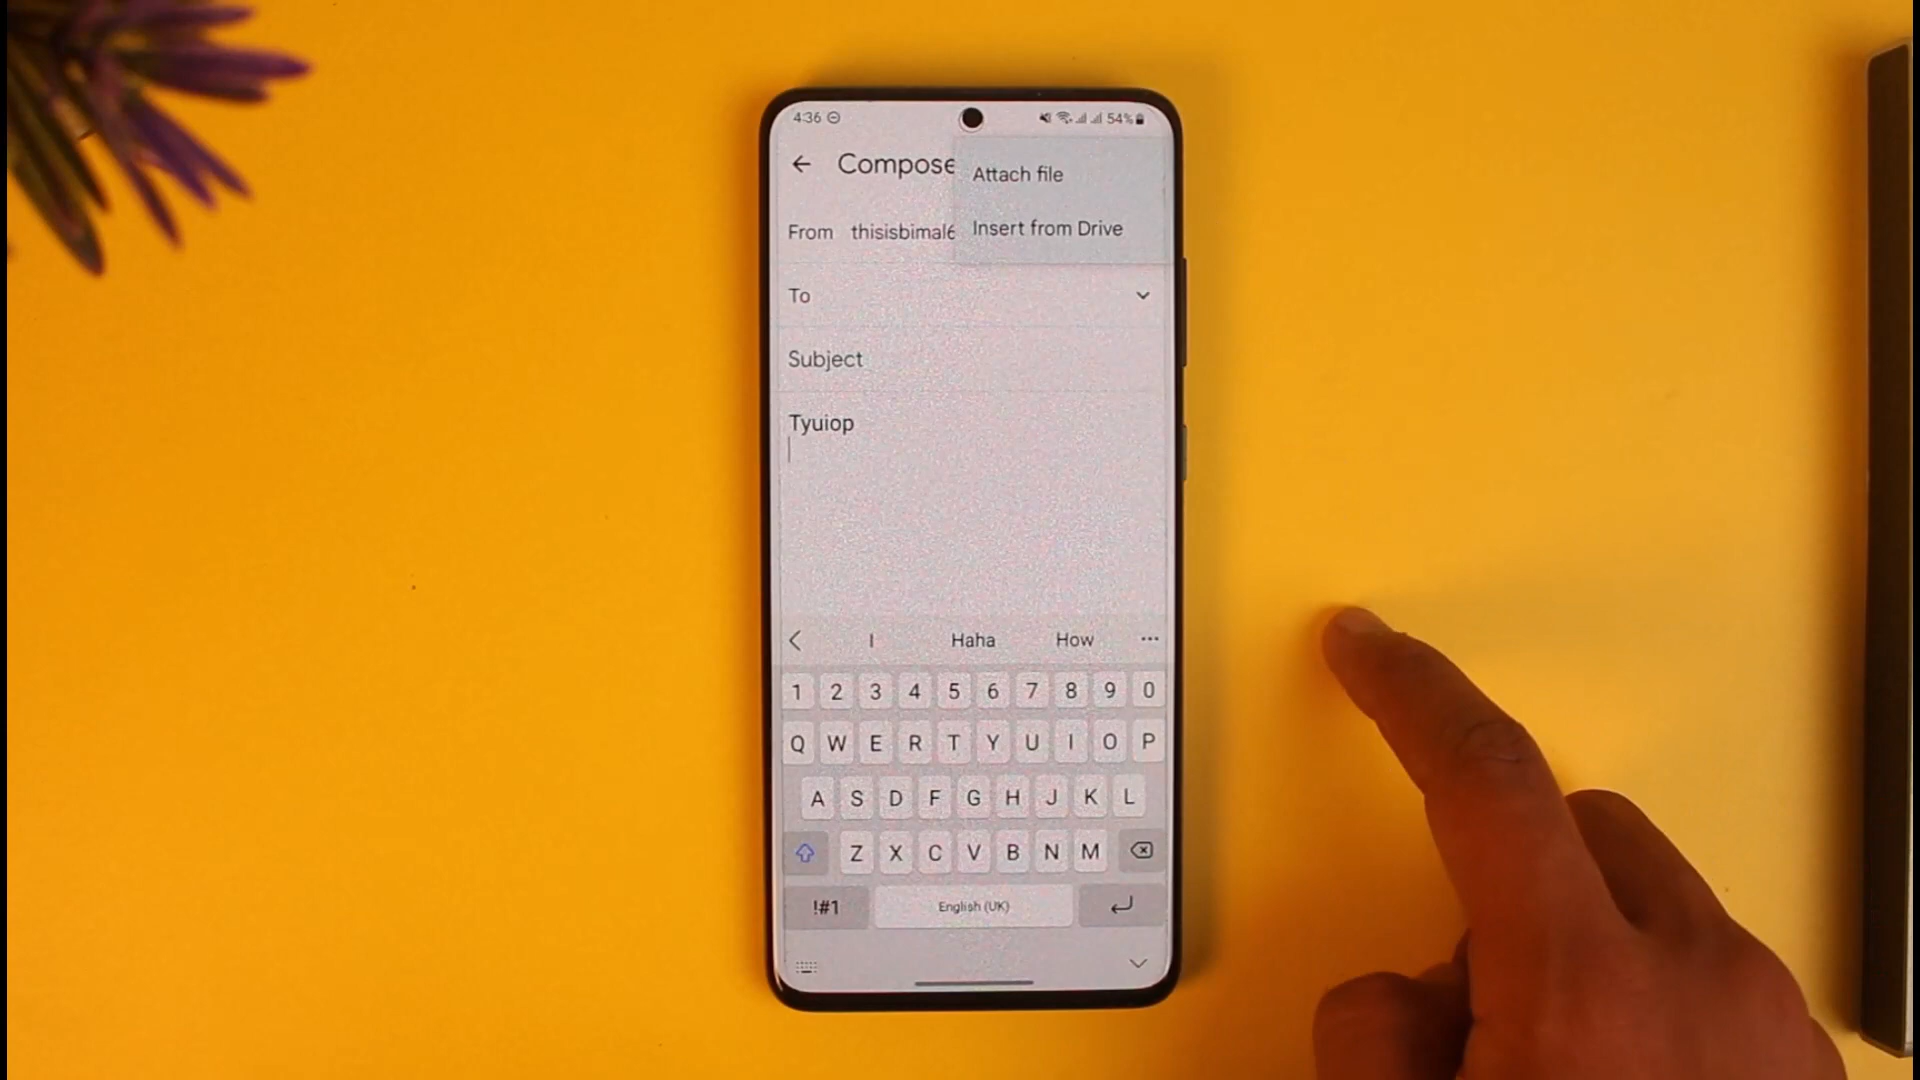 4:36
54%
Compose
Attach file
Insert from Drive
From thisisbimal6
To
Subject
Tyuiop
I Haha How
1 2 3 4 5 6 7 8 9 0
Q W E R T Y U I O P
A S D F G H J K L
Z X C V B N M
!#1 English (UK)